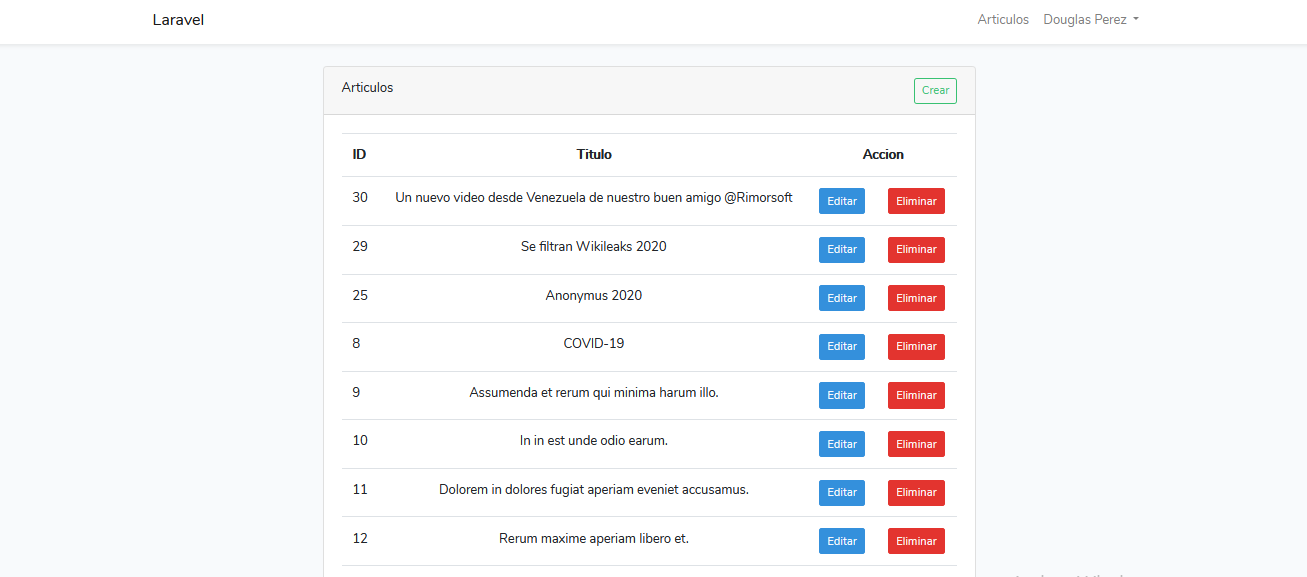 Laravel Articulos Douglas Perez
Articulos Crear
ID Titulo Accion
30 Un nuevo video desde Venezuela de nuestro buen amigo @Rimorsoft Editar Eliminar
29 Se filtran Wikileaks 2020 Editar Eliminar
25 Anonymus 2020 Editar Eliminar
8 COVID-19 Editar Eliminar
9 Assumenda et rerum qui minima harum illo. Editar Eliminar
10 In in est unde odio earum. Editar Eliminar
11 Dolorem in dolores fugiat aperiam eveniet accusamus. Editar Eliminar
12 Rerum maxime aperiam libero et. Editar Eliminar